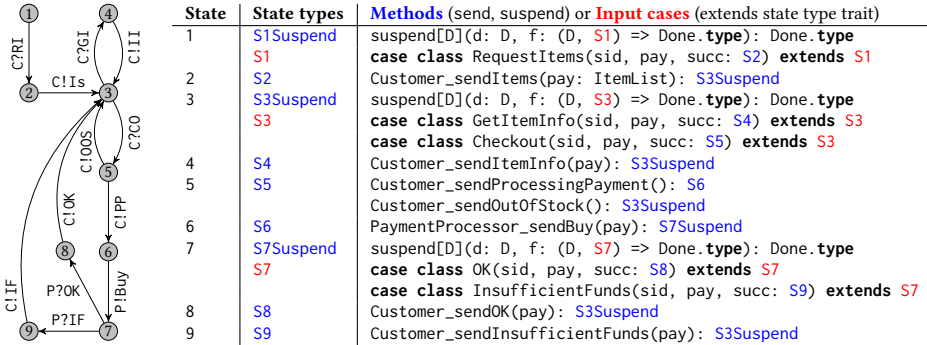 1
4
C?RI
C?GI
C!II
2
C!Is
3
C!OOS
C?CO
5
C!OK
C!PP
8
6
C!IF
P?OK
P!Buy
9
P?IF
7
State State types Methods (send, suspend) or Input cases (extends state type trait)
1 S1Suspend suspend[D](d: D, f: (D, S1) => Done.type): Done.type
S1 case class RequestItems(sid, pay, succ: S2) extends S1
2 S2 Customer_sendItems(pay: ItemList): S3Suspend
3 S3Suspend suspend[D](d: D, f: (D, S3) => Done.type): Done.type
S3 case class GetItemInfo(sid, pay, succ: S4) extends S3
case class Checkout(sid, pay, succ: S5) extends S3
4 S4 Customer_sendItemInfo(pay): S3Suspend
5 S5 Customer_sendProcessingPayment(): S6
Customer_sendOutOfStock(): S3Suspend
6 S6 PaymentProcessor_sendBuy(pay): S7Suspend
7 S7Suspend suspend[D](d: D, f: (D, S7) => Done.type): Done.type
S7 case class OK(sid, pay, succ: S8) extends S7
case class InsufficientFunds(sid, pay, succ: S9) extends S7
8 S8 Customer_sendOK(pay): S3Suspend
9 S9 Customer_sendInsufficientFunds(pay): S3Suspend